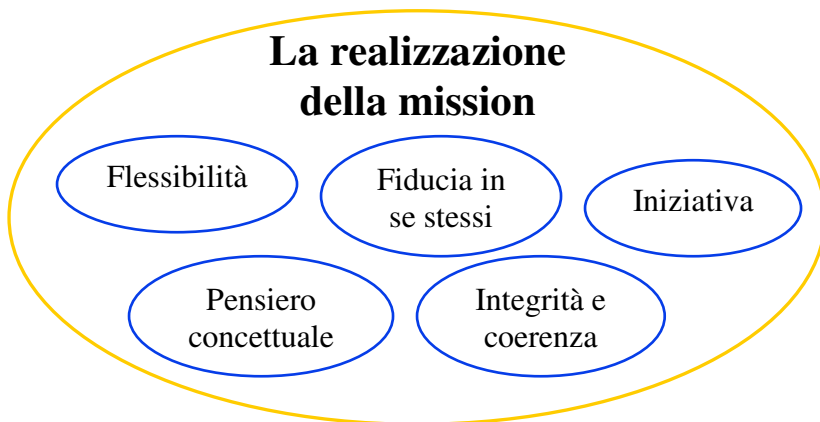 La realizzazione
della mission
Flessibilità
Fiducia in
se stessi
Iniziativa
Pensiero
concettuale
Integrità e
coerenza